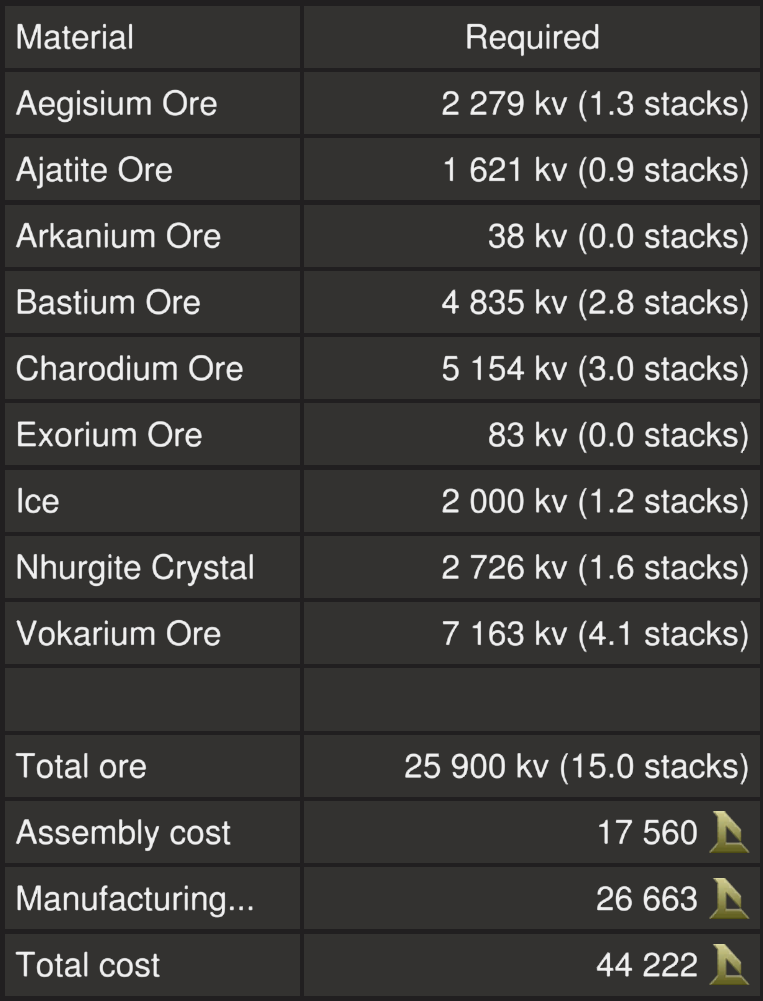 Material Required
Aegisium Ore 2 279 kv (1.3 stacks)
Ajatite Ore 1 621 kv (0.9 stacks)
Arkanium Ore 38 kv (0.0 stacks)
Bastium Ore 4 835 kv (2.8 stacks)
Charodium Ore 5 154 kv (3.0 stacks)
Exorium Ore 83 kv (0.0 stacks)
Ice 2 000 kv (1.2 stacks)
Nhurgite Crystal 2 726 kv (1.6 stacks)
Vokarium Ore 7 163 kv (4.1 stacks)
Total ore 25 900 kv (15.0 stacks)
Assembly cost 17 560
Manufacturing... 26 663
Total cost 44 222